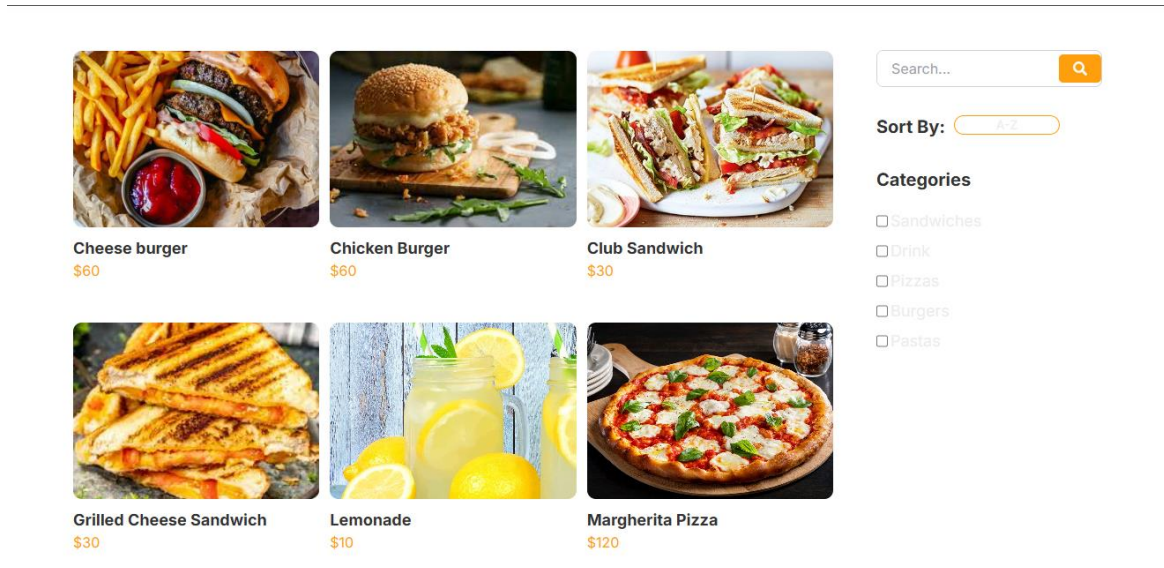 Search...
Sort By: A-Z
Categories
Sandwiches
Drink
Pizzas
Burgers
Pastas
Cheese burger
$60
Chicken Burger
$60
Club Sandwich
$30
Grilled Cheese Sandwich
$30
Lemonade
$10
Margherita Pizza
$120